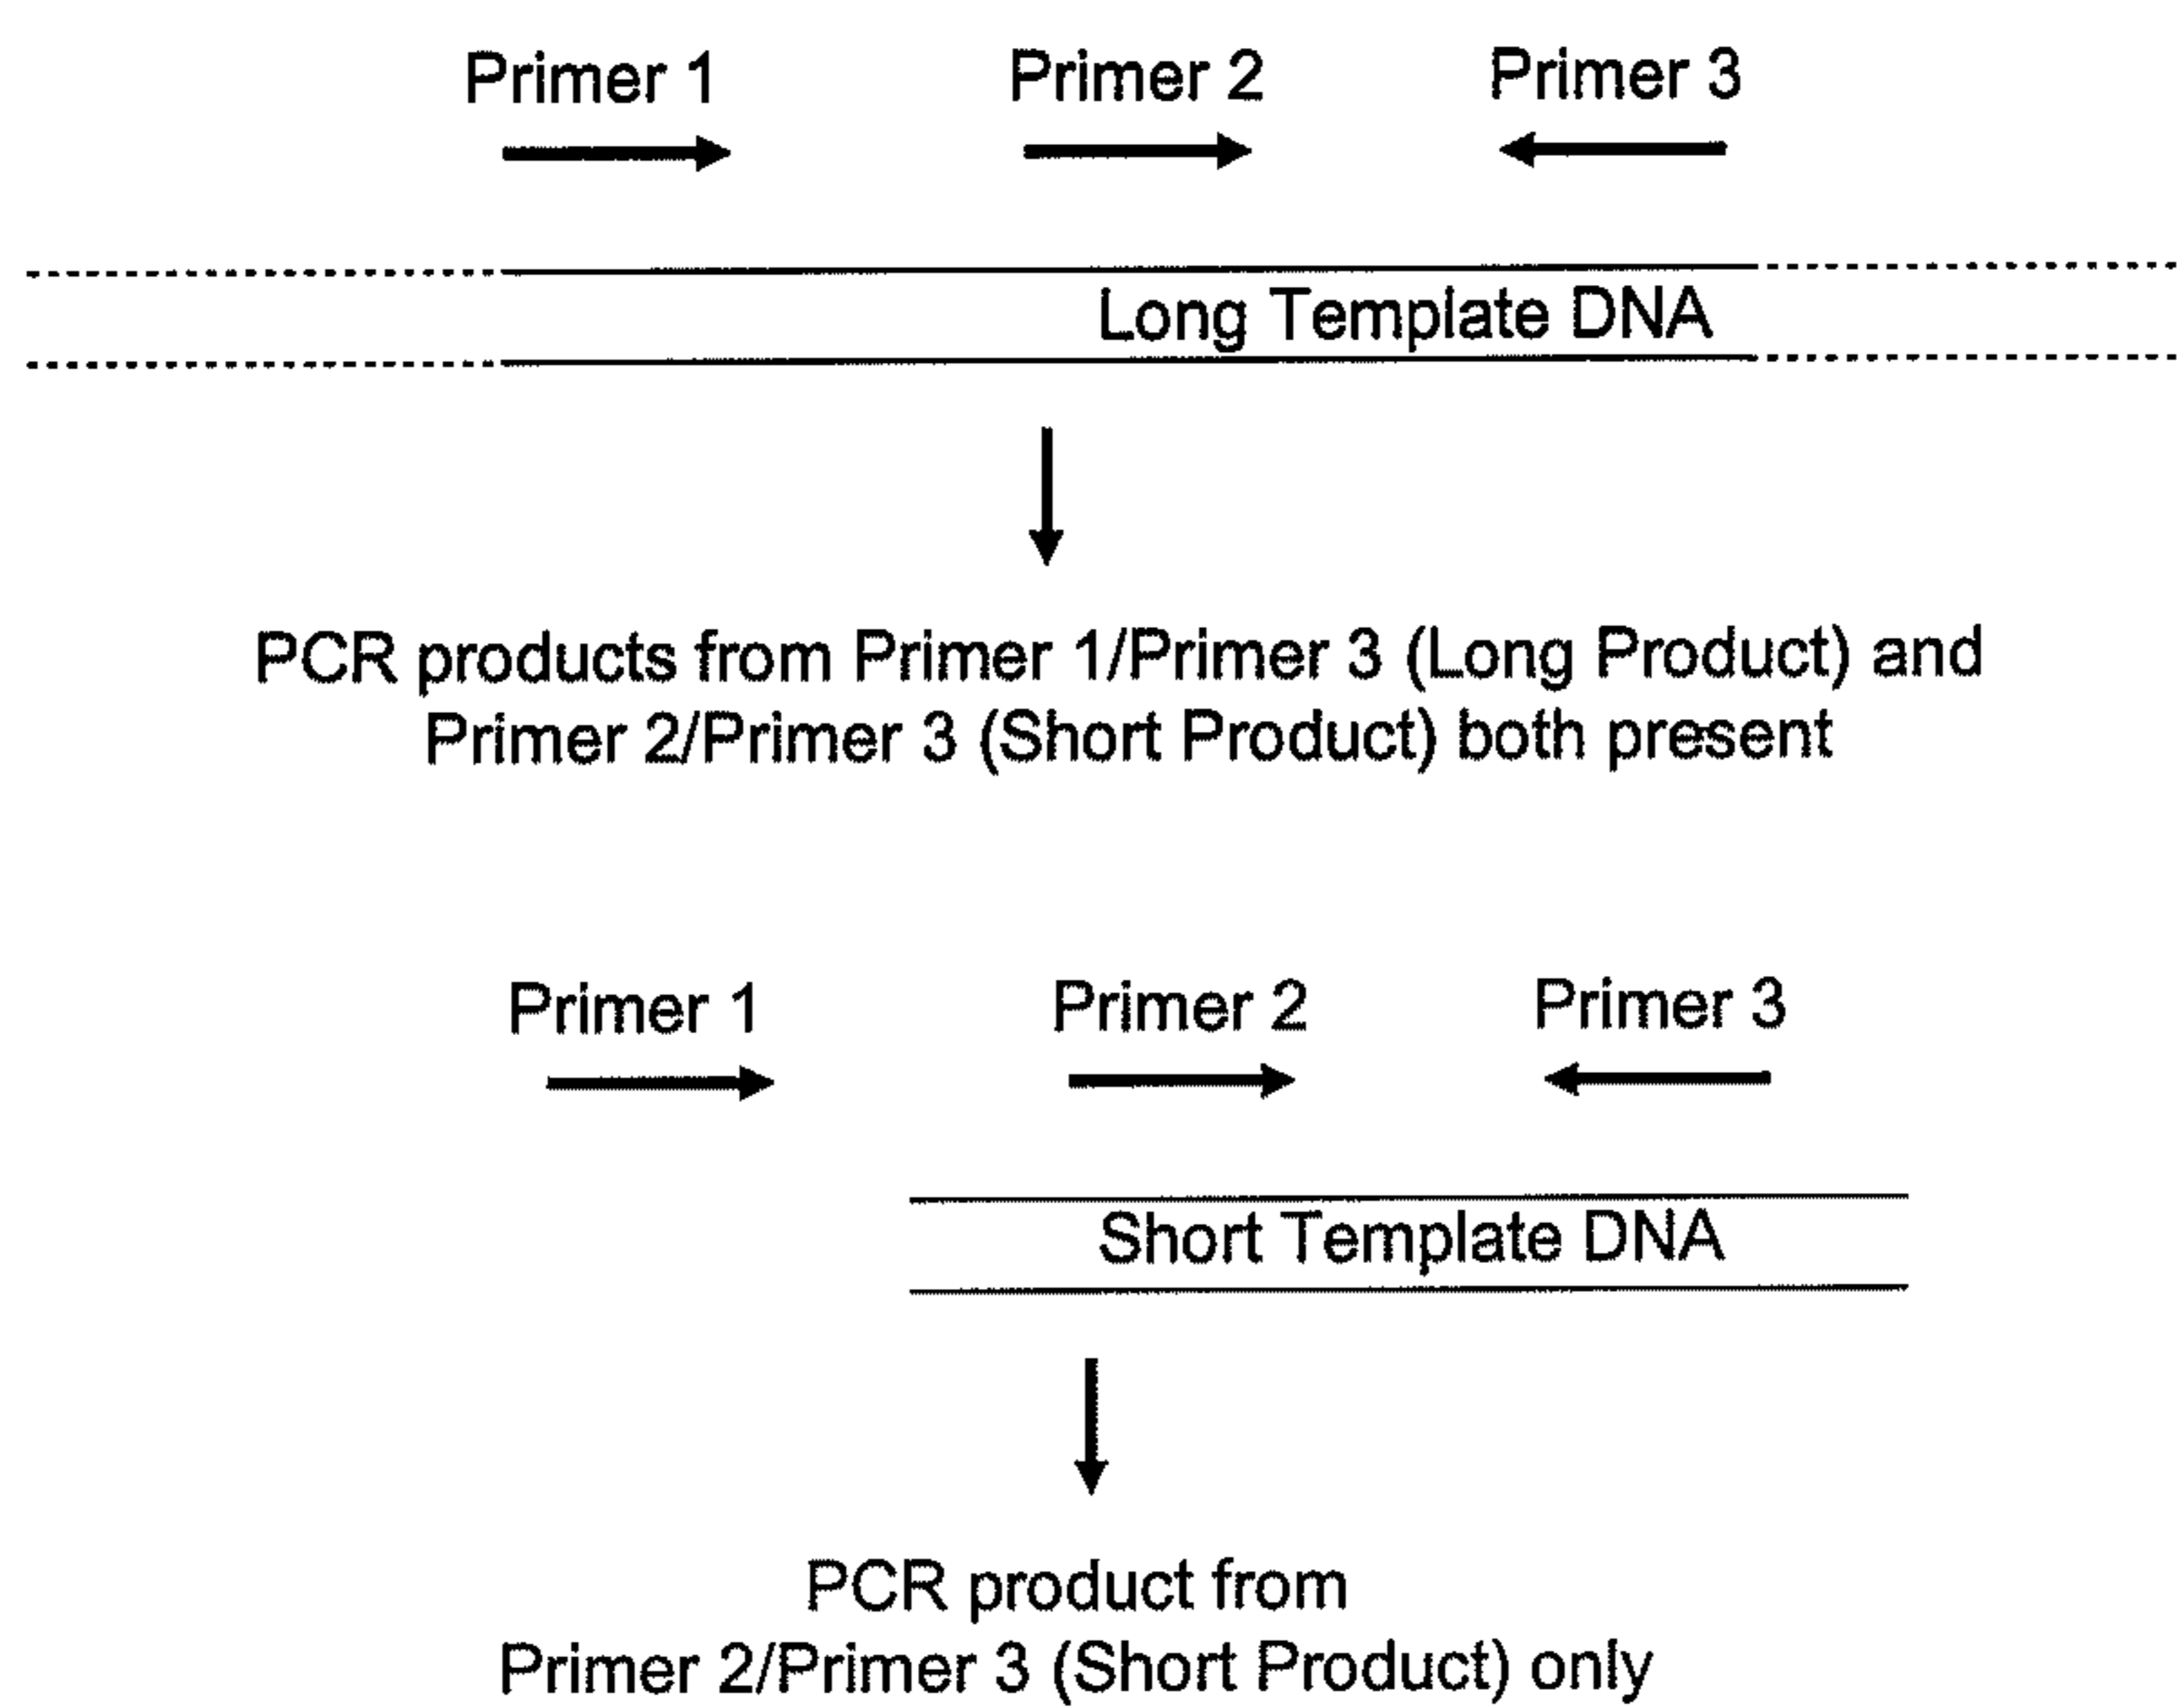 Primer 1 Primer 2 Primer 3
Long Template DNA
PCR products from Primer 1/Primer 3 (Long Product) and
Primer 2/Primer 3 (Short Product) both present
Primer 1 Primer 2 Primer 3
Short Template DNA
PCR product from
Primer 2/Primer 3 (Short Product) only